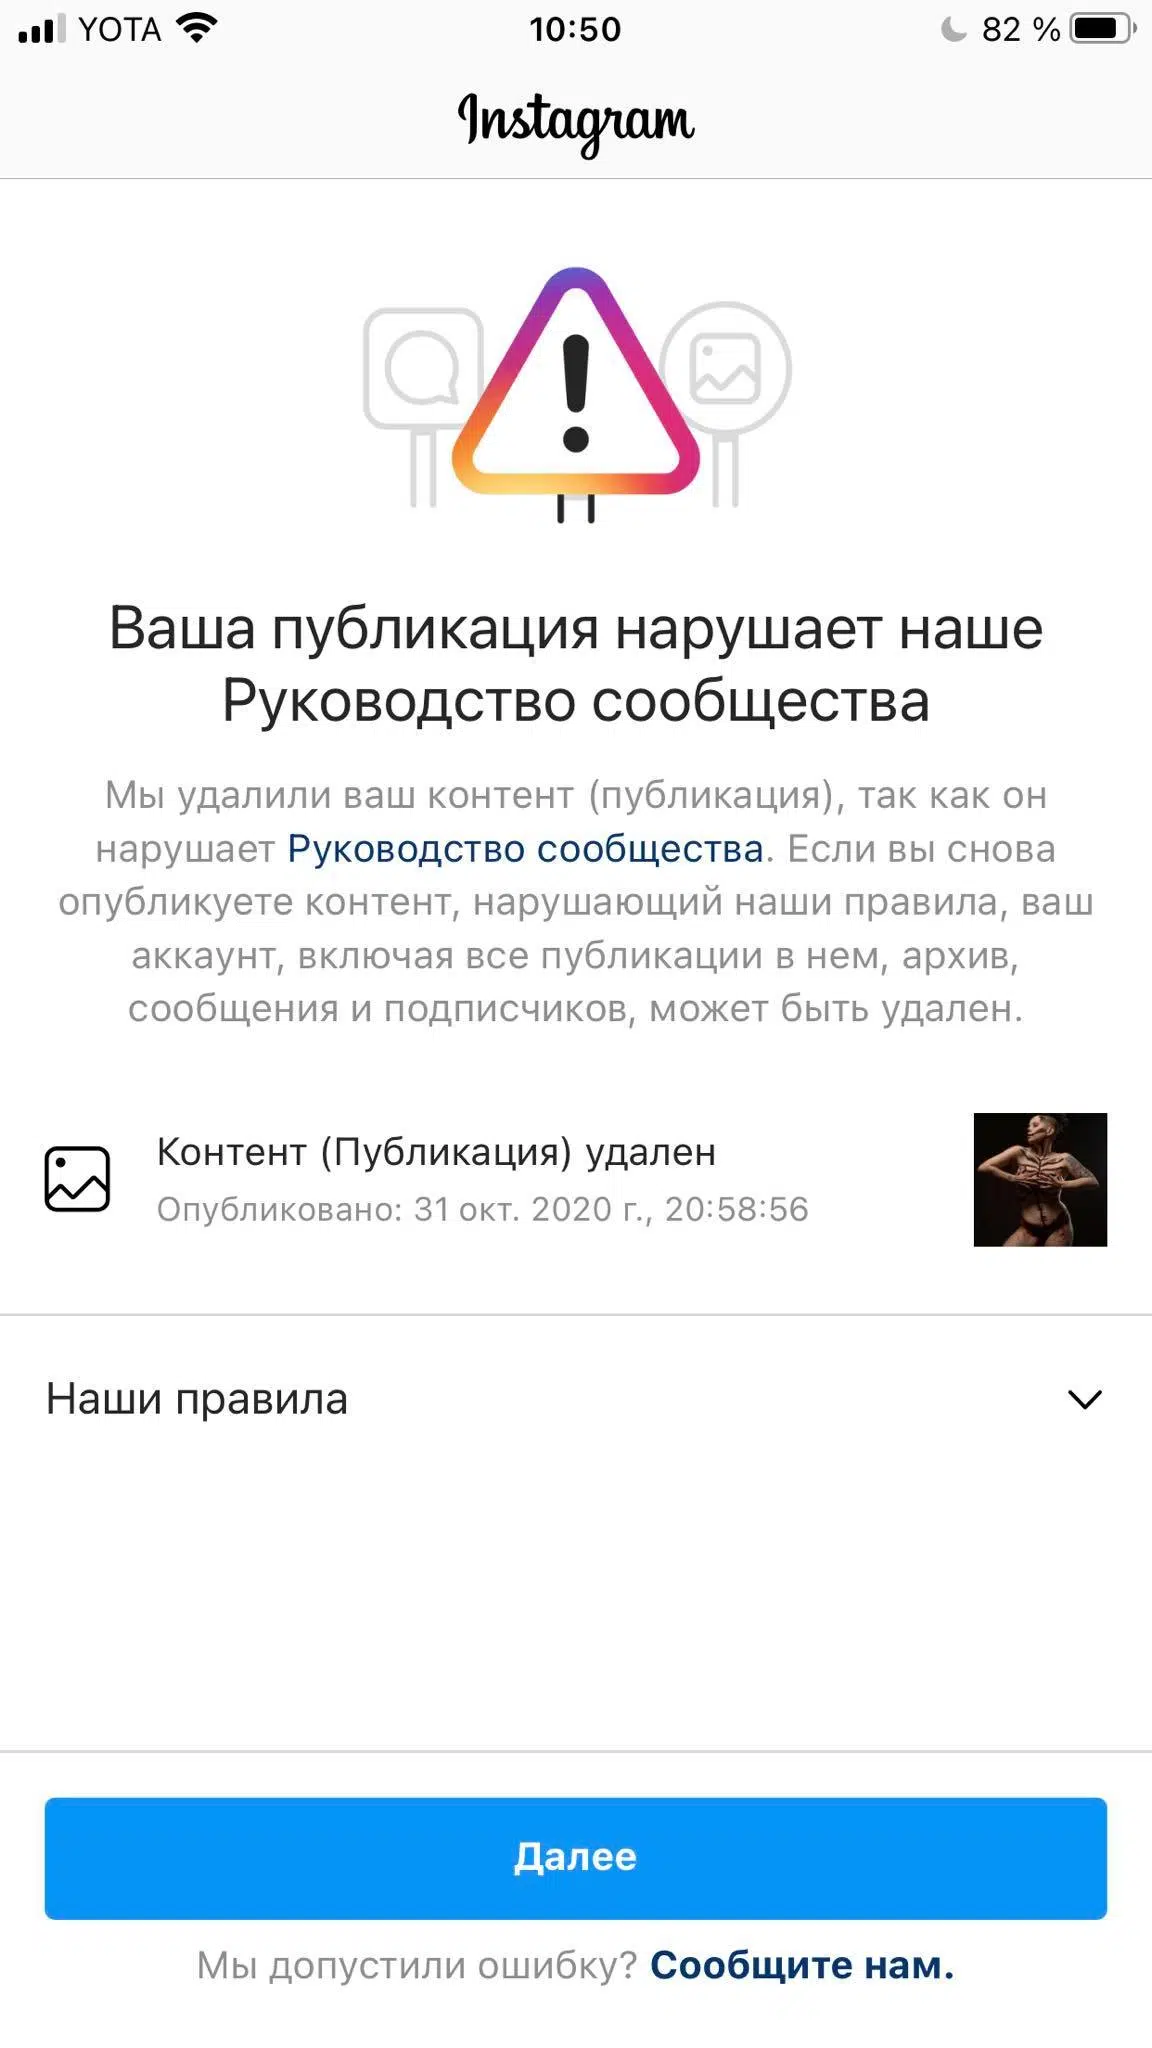 YOTA 10:50 82 %
Instagram
Ваша публикация нарушает наше
Руководство сообщества
Мы удалили ваш контент (публикация), так как он
нарушает Руководство сообщества. Если вы снова
опубликуете контент, нарушающий наши правила, ваш
аккаунт, включая все публикации в нем, архив,
сообщения и подписчиков, может быть удален.
Контент (Публикация) удален
Опубликовано: 31 окт. 2020 г., 20:58:56
Наши правила
Далее
Мы допустили ошибку? Сообщите нам.